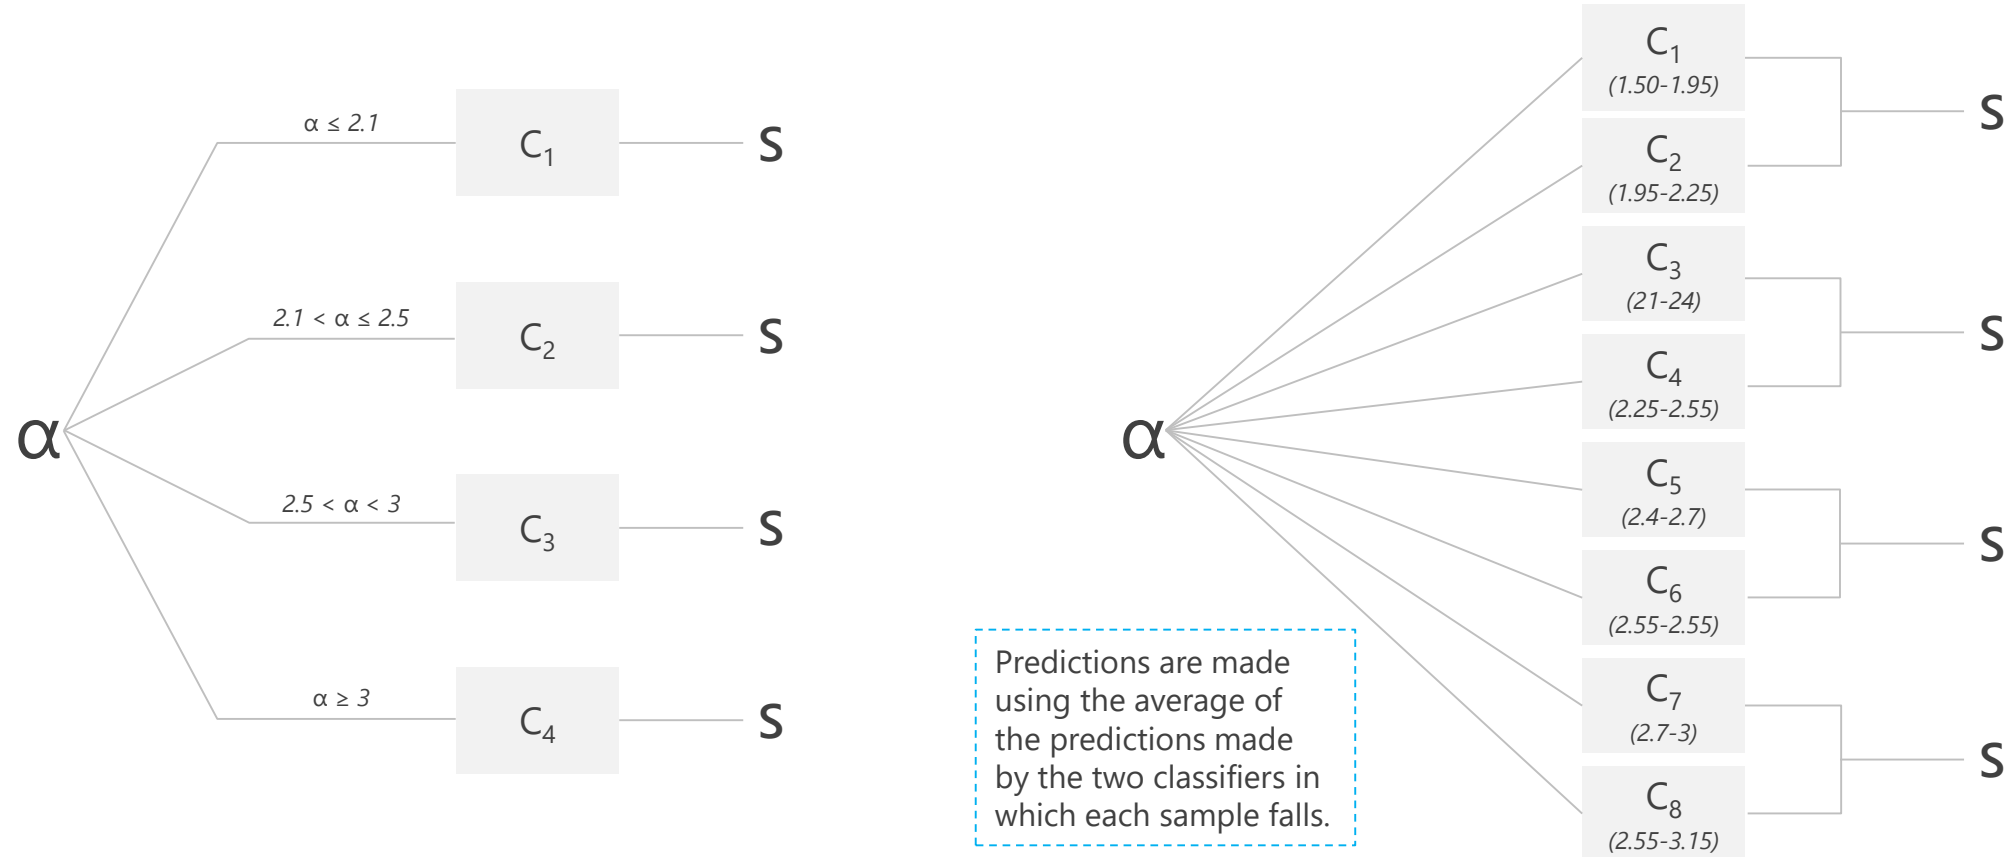 α
α ≤ 2.1
C₁
S
2.1 < α ≤ 2.5
C₂
S
2.5 < α < 3
C₃
S
α ≥ 3
C₄
S
α
C₁
(1.50-1.95)
C₂
(1.95-2.25)
S
C₃
(21-24)
C₄
(2.25-2.55)
S
C₅
(2.4-2.7)
C₆
(2.55-2.55)
S
C₇
(2.7-3)
C₈
(2.55-3.15)
S
Predictions are made
using the average of
the predictions made
by the two classifiers in
which each sample falls.